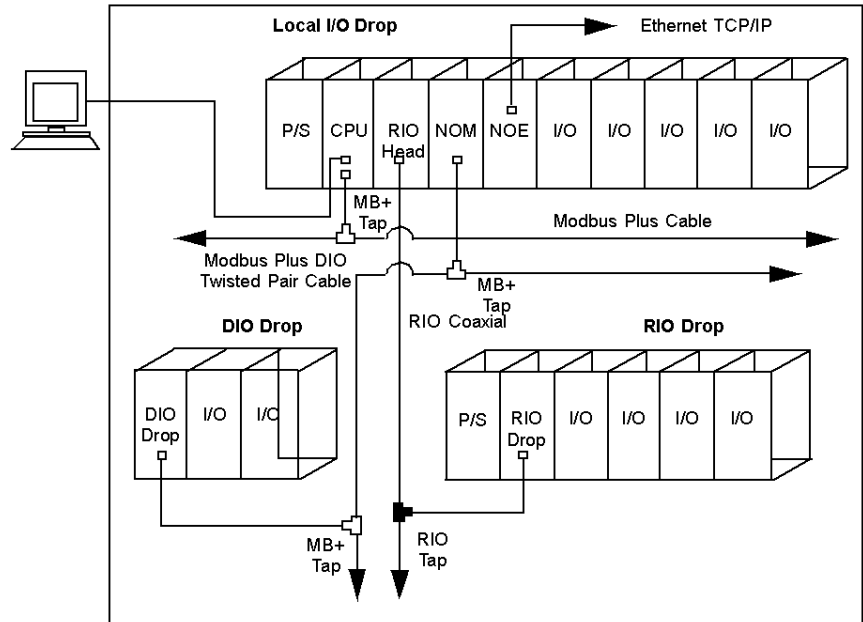 Local I/O Drop
Ethernet TCP/IP
P/S
CPU
RIO
Head
NOM
NOE
I/O
I/O
I/O
I/O
I/O
MB+
Tap
Modbus Plus Cable
Modbus Plus DIO
Twisted Pair Cable
MB+
Tap
RIO Coaxial
DIO Drop
RIO Drop
DIO
Drop
I/O
I/O
P/S
RIO
Drop
I/O
I/O
I/O
I/O
MB+
Tap
RIO
Tap